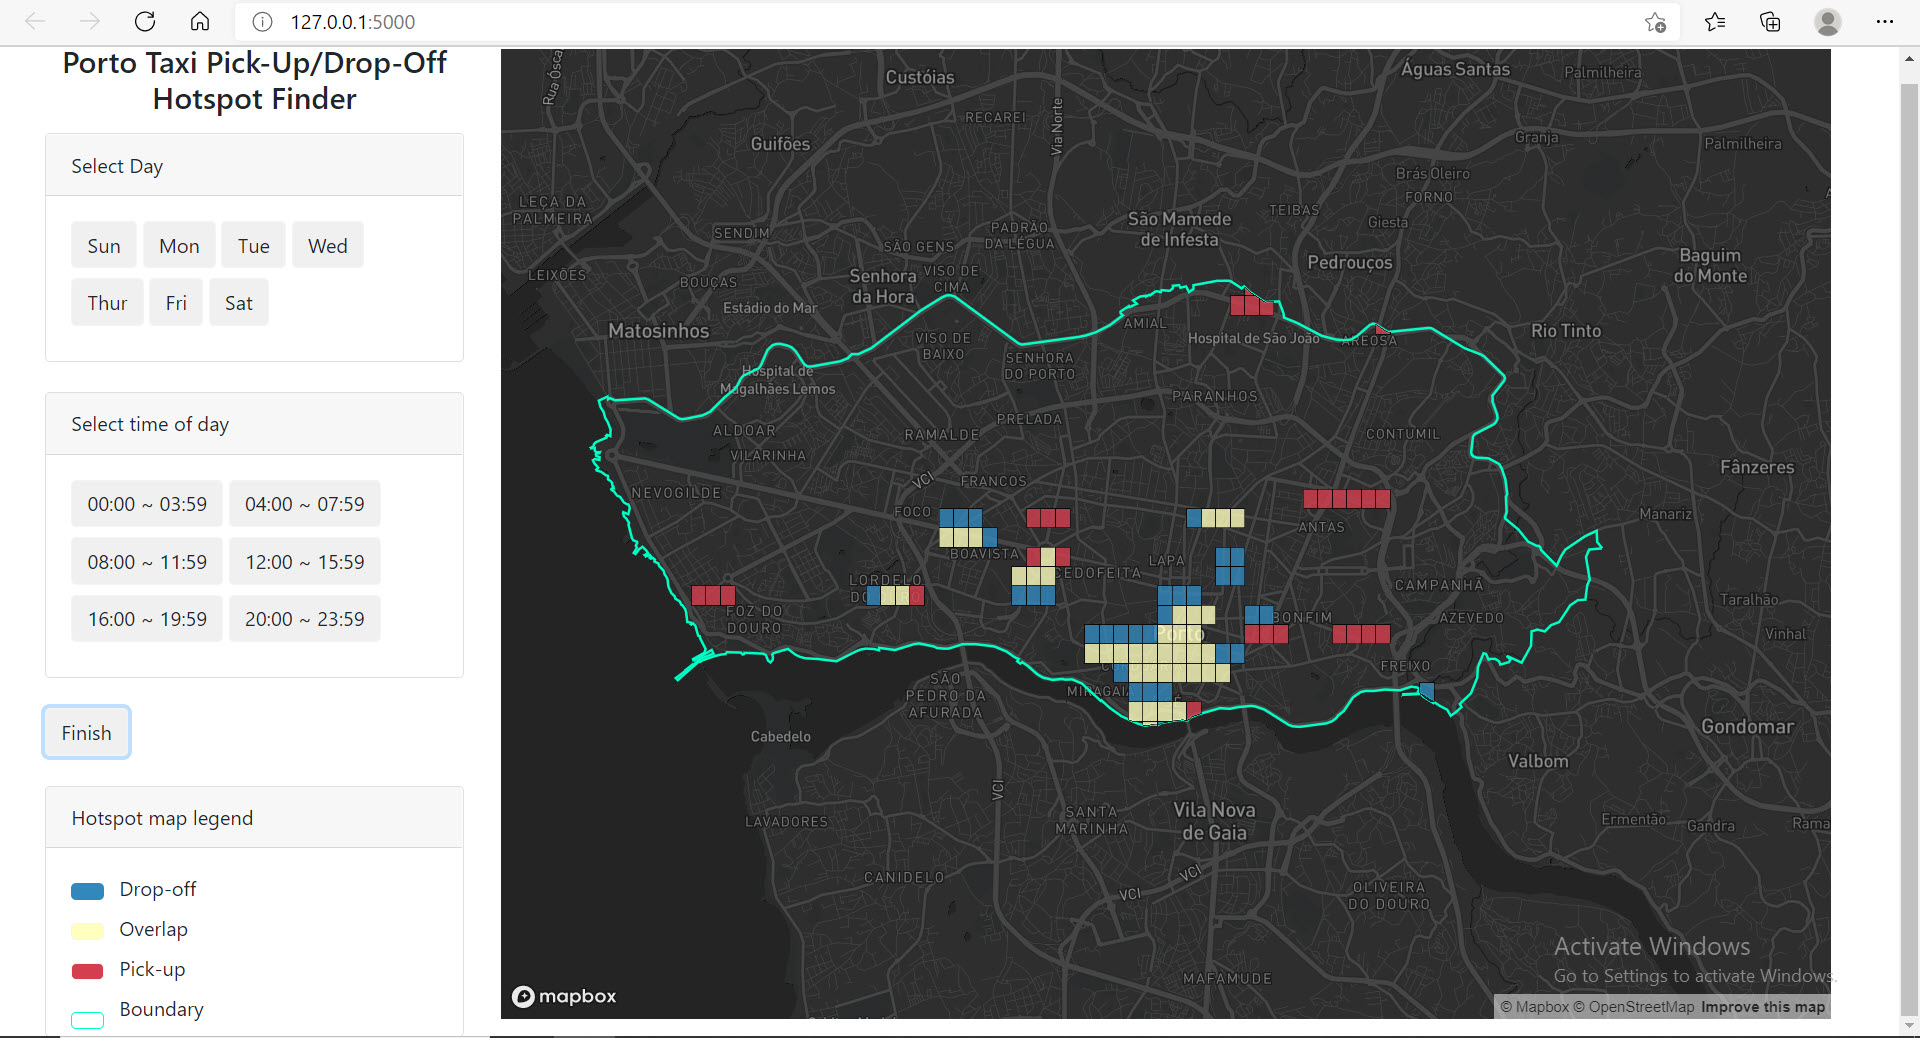 127.0.0.1:5000
Porto Taxi Pick-Up/Drop-Off
Hotspot Finder
Select Day
Sun Mon Tue Wed
Thur Fri Sat
Select time of day
00:00 ~ 03:59 04:00 ~ 07:59
08:00 ~ 11:59 12:00 ~ 15:59
16:00 ~ 19:59 20:00 ~ 23:59
Finish
Hotspot map legend
Drop-off
Overlap
Pick-up
Boundary
Rua Ósca
Custóias
Águas Santas
Palmilheira
RECAREI
Via Norte
Guifões
Granja
Palmilheira
Brás Oleiro
FORNO
LEÇA DA
PALMEIRA
TEIBAS
Giesta
São Mamede
de Infesta
SENDIM
PADRÃO
DA LÉGUA
SÃO GENS
Pedrouços
Baguim
do Monte
LEIXÕES
BOUÇAS
Senhora
da Hora
VISO DE
CIMA
Estádio do Mar
Matosinhos
AMIAL
Hospital de São João
AREOSA
Rio Tinto
VISO DE
BAIXO
SENHORA
DO PORTO
Hospital de
Magalhães Lemos
PARANHOS
PRELADA
ALDOAR
RAMALDE
CONTUMIL
VILARINHA
VCI
FRANCOS
Fânzeres
NEVOGILDE
FOCO
ANTAS
Manariz
BOAVISTA
LAPA
CEDOFEITA
LORDELO
CAMPANHÃ
FOZ DO
DOURO
BONFIM
AZEVEDO
Taralhão
Porto
Vinhal
FREIXO
SÃO
PEDRO DA
AFURADA
MIRAGAIA
Cabedelo
Gondomar
Valbom
VCI
SANTA
MARINHA
Vila Nova
de Gaia
LAVADORES
Ermentão
Gandra
Rama
CANIDELO
VCI
VCI
OLIVEIRA
DO DOURO
MAFAMUDE
Activate Windows
Go to Settings to activate Windows.
mapbox
© Mapbox © OpenStreetMap Improve this map